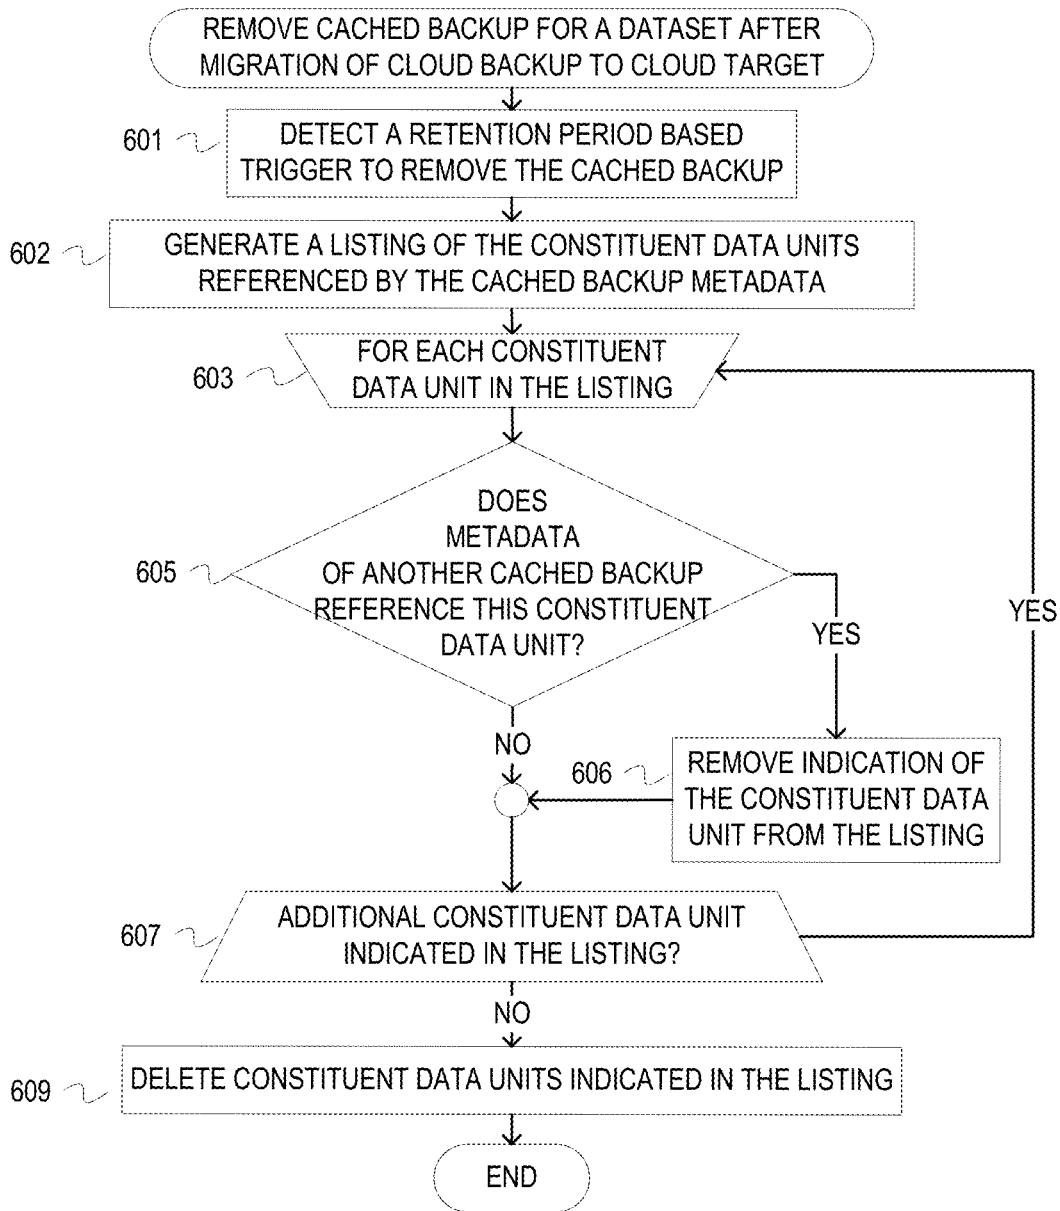 REMOVE CACHED BACKUP FOR A DATASET AFTER
MIGRATION OF CLOUD BACKUP TO CLOUD TARGET
601
DETECT A RETENTION PERIOD BASED
TRIGGER TO REMOVE THE CACHED BACKUP
602
GENERATE A LISTING OF THE CONSTITUENT DATA UNITS
REFERENCED BY THE CACHED BACKUP METADATA
603
FOR EACH CONSTITUENT
DATA UNIT IN THE LISTING
605
DOES
METADATA
OF ANOTHER CACHED BACKUP
REFERENCE THIS CONSTITUENT
DATA UNIT?
YES
YES
NO
606
REMOVE INDICATION OF
THE CONSTITUENT DATA
UNIT FROM THE LISTING
607
ADDITIONAL CONSTITUENT DATA UNIT
INDICATED IN THE LISTING?
NO
609
DELETE CONSTITUENT DATA UNITS INDICATED IN THE LISTING
END